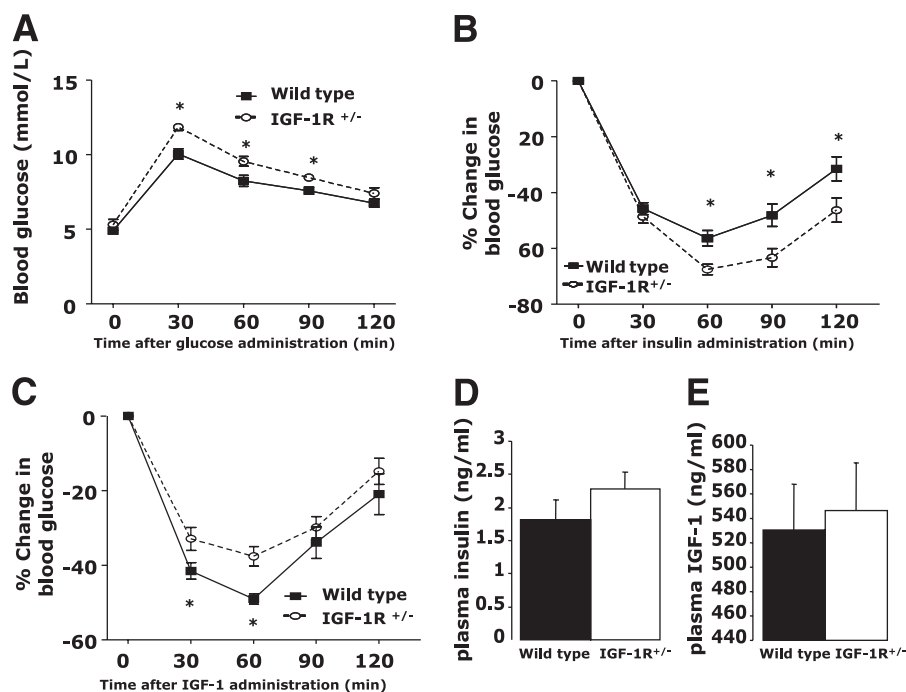 A
Blood glucose (mmol/L)
15
10
5
0
Wild type
IGF-1R +/-
*
*
*
0 30 60 90 120
Time after glucose administration (min)
B
% Change in
blood glucose
0
-20
-40
60
-80
*
*
*
Wild type
IGF-1R+/-
0 30 60 90 120
Time after insulin administration (min)
C
% Change in
blood glucose
0
-20
-40
-60
*
*
Wild type
IGF-1R +/-
0 30 60 90 120
Time after IGF-1 administration (min)
D
plasma insulin (ng/ml)
3
2.5
2
1.5
1
0.5
0
Wild type IGF-1R+/-
E
plasma IGF-1 (ng/ml)
600
580
560
540
520
500
480
460
440
Wild type IGF-1R+/-